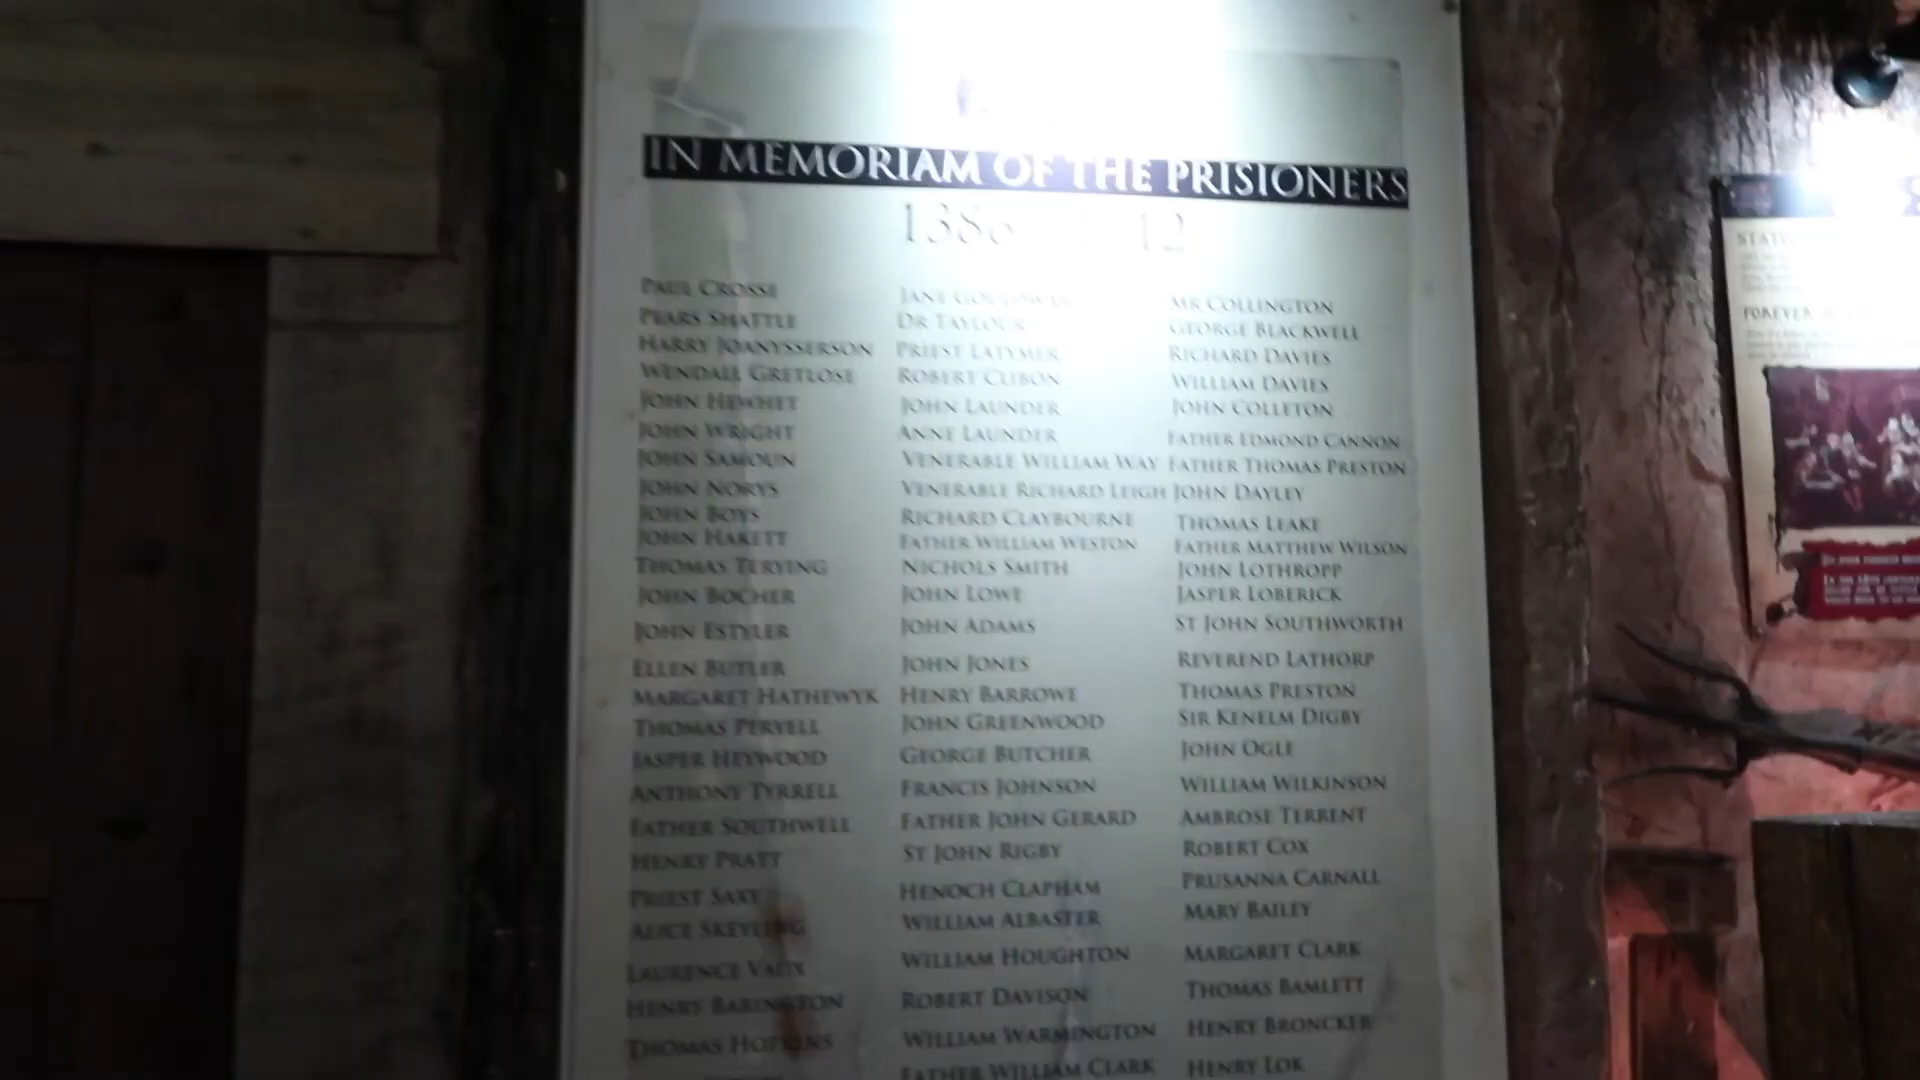 IN MEMORIAM OF THE PRISIONERS
1386 12
PAUL CROSSE
PEARS SHATTLE
HARRY JOANYSSERSON
WENDALL GRETLOSE
JOHN HEWHET
JOHN WRIGHT
JOHN SAMOUN
JOHN NORYS
JOHN BOYS
JOHN HAKETT
THOMAS TERYING
JOHN BOCHER
JOHN ESTYLER
ELLEN BUTLER
MARGARET HATHEWYK
THOMAS PERYELL
JASPER HEYWOOD
ANTHONY TYRRELL
FATHER SOUTHWELL
HENRY PRATT
PRIEST SAXY
ALICE SKEYLING
LAURENCE VAUX
HENRY BABINGTON
THOMAS HOPKINS
JANE
DR TAYLOUR
PRIEST LATYMER
ROBERT CUBON
JOHN LAUNDER
ANNE LAUNDER
VENERABLE WILLIAM WAY
VENERABLE RICHARD LEIGH
RICHARD CLAYBOURNE
FATHER WILLIAM WESTON
NICHOLS SMITH
JOHN LOWE
JOHN ADAMS
JOHN JONES
HENRY BARROWE
JOHN GREENWOOD
GEORGE BUTCHER
FRANCIS JOHNSON
FATHER JOHN GERARD
ST JOHN RIGBY
HENOCH CLAPHAM
WILLIAM ALBASTER
WILLIAM HOUGHTON
ROBERT DAVISON
WILLIAM WARMINGTON
FATHER WILLIAM CLARK
MR COLLINGTON
GEORGE BLACKWELL
RICHARD DAVIES
WILLIAM DAVIES
JOHN COLLETON
FATHER EDMOND CANNON
FATHER THOMAS PRESTON
JOHN DAYLEY
THOMAS LEAKE
FATHER MATTHEW WILSON
JOHN LOTHROPP
JASPER LOBERICK
ST JOHN SOUTHWORTH
REVEREND LATHORP
THOMAS PRESTON
SIR KENELM DIGBY
JOHN OGLE
WILLIAM WILKINSON
AMBROSE TERRENT
ROBERT COX
PRUSANNA CARNALL
MARY BAILEY
MARGARET CLARK
THOMAS BAMLETT
HENRY BRONCKER
HENRY LOK
FOREVER